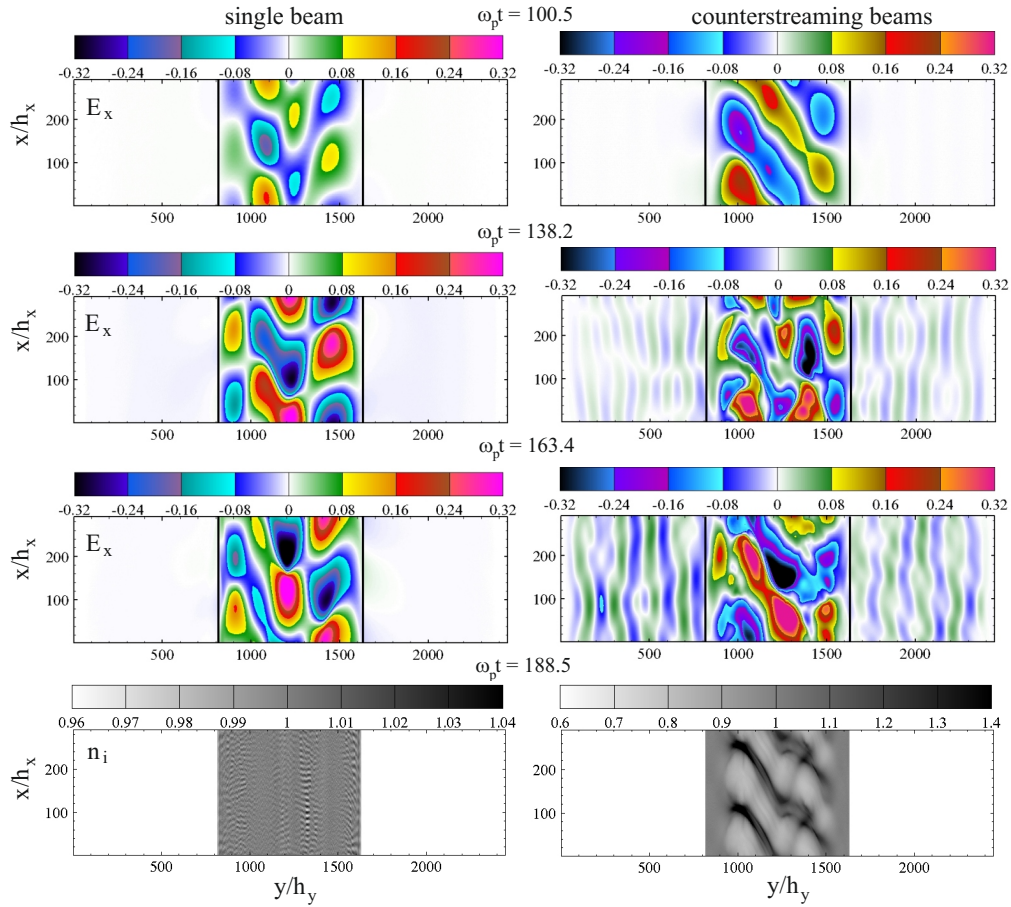 single beam
ωpt = 100.5
counterstreaming beams
-0.32 -0.24 -0.16 -0.08 0 0.08 0.16 0.24 0.32
-0.32 -0.24 -0.16 -0.08 0 0.08 0.16 0.24 0.32
Ex
x/hx
200
100
500 1000 1500 2000
500 1000 1500 2000
ωpt = 138.2
-0.32 -0.24 -0.16 -0.08 0 0.08 0.16 0.24 0.32
-0.32 -0.24 -0.16 -0.08 0 0.08 0.16 0.24 0.32
Ex
x/hx
200
100
500 1000 1500 2000
500 1000 1500 2000
ωpt = 163.4
-0.32 -0.24 -0.16 -0.08 0 0.08 0.16 0.24 0.32
-0.32 -0.24 -0.16 -0.08 0 0.08 0.16 0.24 0.32
Ex
x/hx
200
100
500 1000 1500 2000
500 1000 1500 2000
ωpt = 188.5
0.96 0.97 0.98 0.99 1 1.01 1.02 1.03 1.04
0.6 0.7 0.8 0.9 1 1.1 1.2 1.3 1.4
ni
x/hx
200
100
500 1000 1500 2000
500 1000 1500 2000
y/hy
y/hy